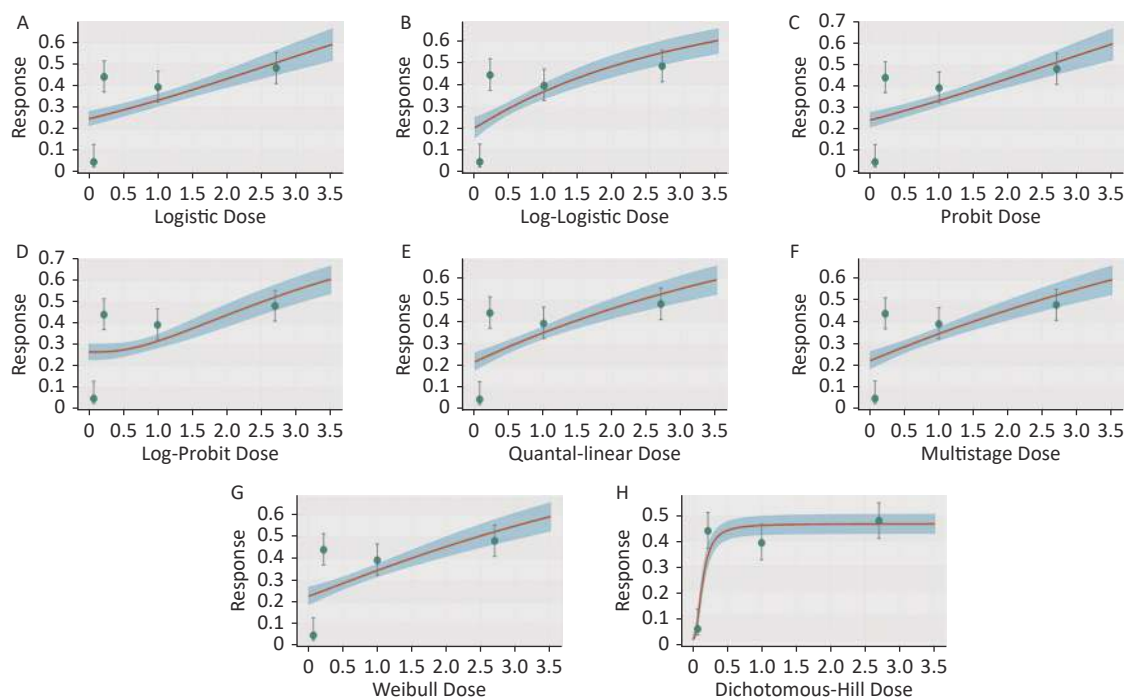 A
Response
0.6
0.5
0.4
0.3
0.2
0.1
0
0 0.5 1.0 1.5 2.0 2.5 3.0 3.5
Logistic Dose
B
Response
0.6
0.5
0.4
0.3
0.2
0.1
0
0 0.5 1.0 1.5 2.0 2.5 3.0 3.5
Log-Logistic Dose
C
Response
0.7
0.6
0.5
0.4
0.3
0.2
0.1
0
0 0.5 1.0 1.5 2.0 2.5 3.0 3.5
Probit Dose
D
Response
0.7
0.6
0.5
0.4
0.3
0.2
0.1
0
0 0.5 1.0 1.5 2.0 2.5 3.0 3.5
Log-Probit Dose
E
Response
0.6
0.5
0.4
0.3
0.2
0.1
0
0 0.5 1.0 1.5 2.0 2.5 3.0 3.5
Quantal-linear Dose
F
Response
0.6
0.5
0.4
0.3
0.2
0.1
0
0 0.5 1.0 1.5 2.0 2.5 3.0 3.5
Multistage Dose
G
Response
0.6
0.5
0.4
0.3
0.2
0.1
0
0 0.5 1.0 1.5 2.0 2.5 3.0 3.5
Weibull Dose
H
Response
0.5
0.4
0.3
0.2
0.1
0
0 0.5 1.0 1.5 2.0 2.5 3.0 3.5
Dichotomous-Hill Dose